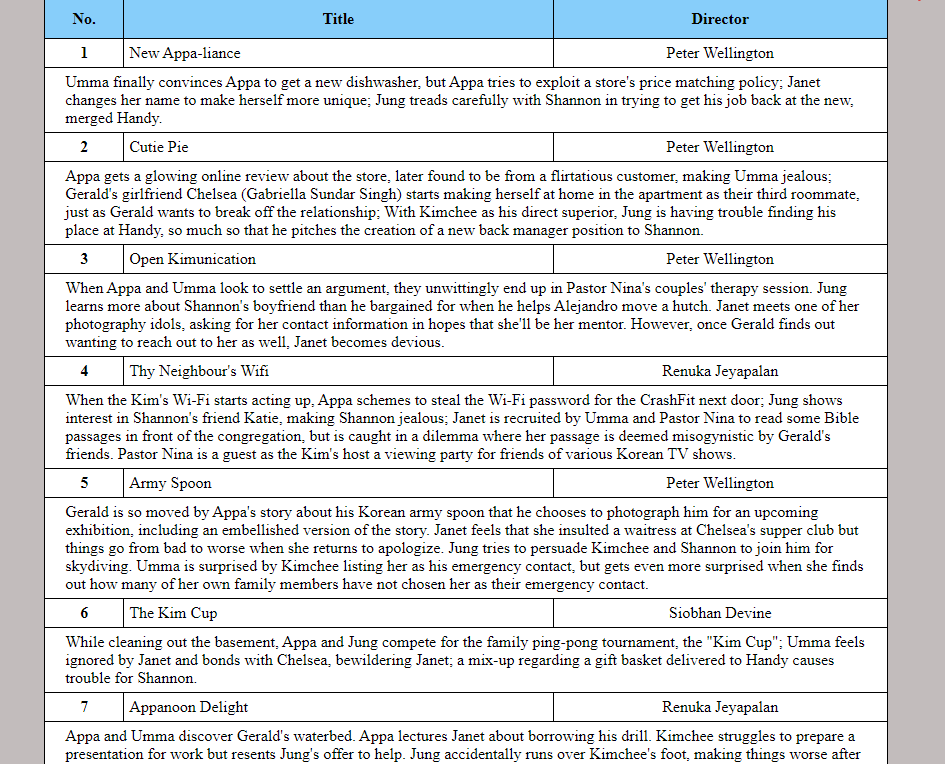 No. Title Director
1 New Appa-liance Peter Wellington
Umma finally convinces Appa to get a new dishwasher, but Appa tries to exploit a store's price matching policy; Janet
changes her name to make herself more unique; Jung treads carefully with Shannon in trying to get his job back at the new,
merged Handy.
2 Cutie Pie Peter Wellington
Appa gets a glowing online review about the store, later found to be from a flirtatious customer, making Umma jealous;
Gerald's girlfriend Chelsea (Gabriella Sundar Singh) starts making herself at home in the apartment as their third roommate,
just as Gerald wants to break off the relationship; With Kimchee as his direct superior, Jung is having trouble finding his
place at Handy, so much so that he pitches the creation of a new back manager position to Shannon.
3 Open Kimunication Peter Wellington
When Appa and Umma look to settle an argument, they unwittingly end up in Pastor Nina's couples' therapy session. Jung
learns more about Shannon's boyfriend than he bargained for when he helps Alejandro move a hutch. Janet meets one of her
photography idols, asking for her contact information in hopes that she'll be her mentor. However, once Gerald finds out
wanting to reach out to her as well, Janet becomes devious.
4 Thy Neighbour's Wifi Renuka Jeyapalan
When the Kim's Wi-Fi starts acting up, Appa schemes to steal the Wi-Fi password for the CrashFit next door; Jung shows
interest in Shannon's friend Katie, making Shannon jealous; Janet is recruited by Umma and Pastor Nina to read some Bible
passages in front of the congregation, but is caught in a dilemma where her passage is deemed misogynistic by Gerald's
friends. Pastor Nina is a guest as the Kim's host a viewing party for friends of various Korean TV shows.
5 Army Spoon Peter Wellington
Gerald is so moved by Appa's story about his Korean army spoon that he chooses to photograph him for an upcoming
exhibition, including an embellished version of the story. Janet feels that she insulted a waitress at Chelsea's supper club but
things go from bad to worse when she returns to apologize. Jung tries to persuade Kimchee and Shannon to join him for
skydiving. Umma is surprised by Kimchee listing her as his emergency contact, but gets even more surprised when she finds
out how many of her own family members have not chosen her as their emergency contact.
6 The Kim Cup Siobhan Devine
While cleaning out the basement, Appa and Jung compete for the family ping-pong tournament, the "Kim Cup"; Umma feels
ignored by Janet and bonds with Chelsea, bewildering Janet; a mix-up regarding a gift basket delivered to Handy causes
trouble for Shannon.
7 Appanoon Delight Renuka Jeyapalan
Appa and Umma discover Gerald's waterbed. Appa lectures Janet about borrowing his drill. Kimchee struggles to prepare a
presentation for work but resents Jung's offer to help. Jung accidentally runs over Kimchee's foot, making things worse after